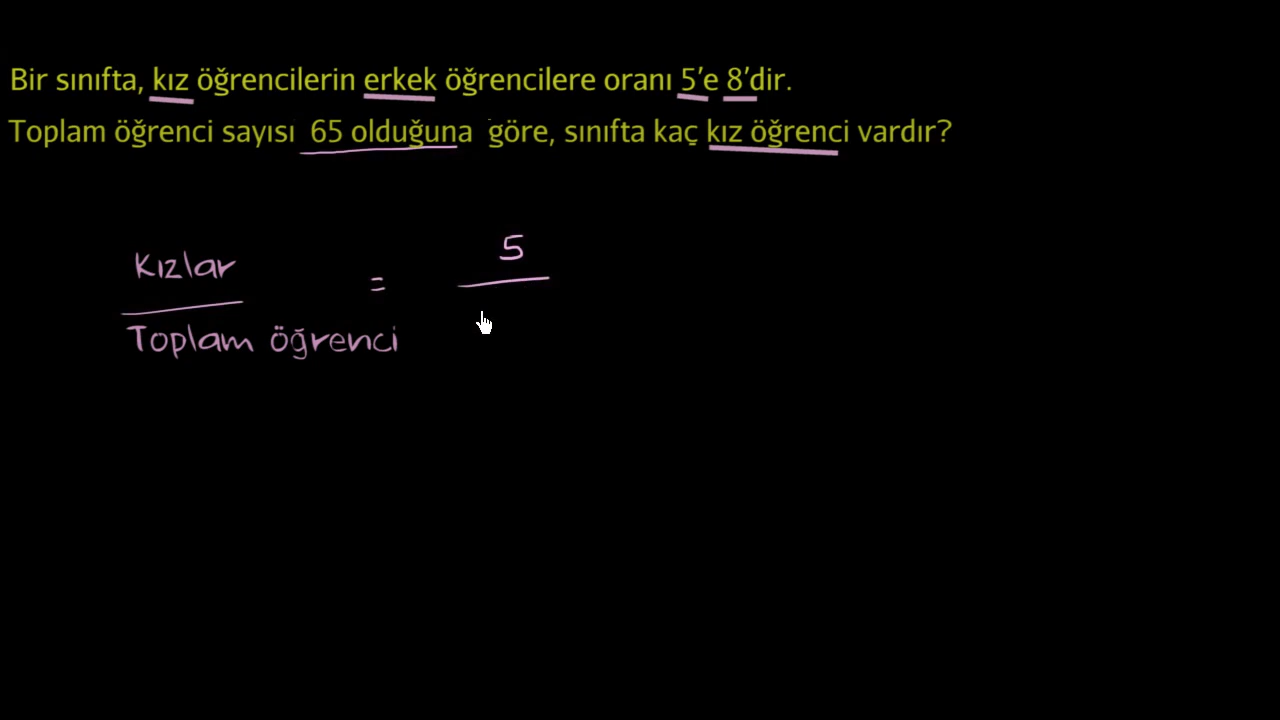 Bir sınıfta, kız öğrencilerin erkek öğrencilere oranı 5'e 8'dir.
Toplam öğrenci sayısı 65 olduğuna göre, sınıfta kaç kız öğrenci vardır?
Kızlar
Toplam öğrenci
=
5